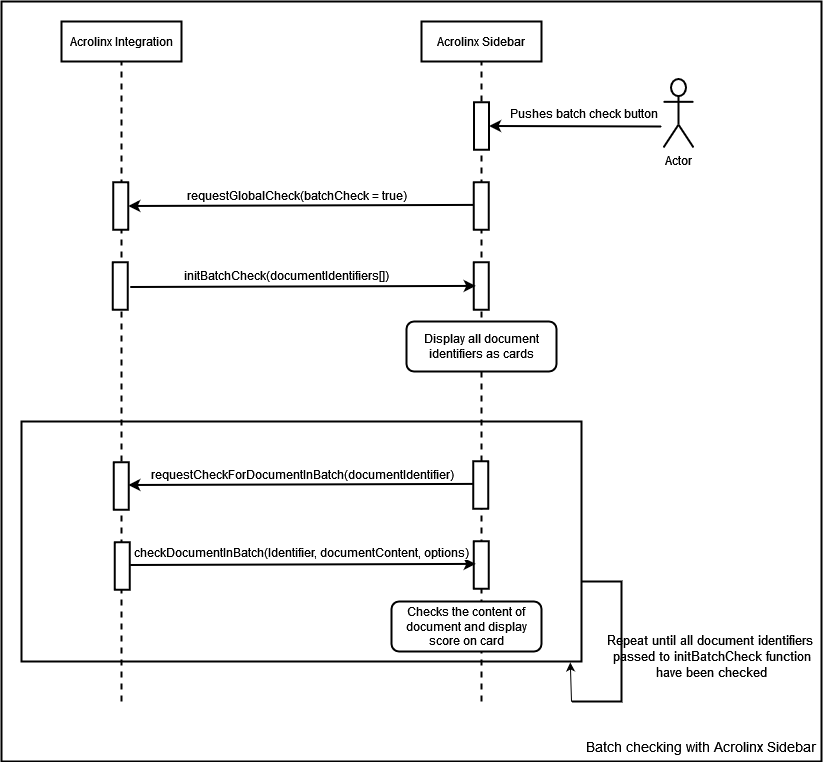 Acrolinx Integration
Acrolinx Sidebar
Pushes batch check button
Actor
requestGlobalCheck(batchCheck = true)
initBatchCheck(documentIdentifiers[])
Display all document
identifiers as cards
requestCheckForDocumentInBatch(documentIdentifier)
checkDocumentInBatch(Identifier, documentContent, options)
Checks the content of
document and display
score on card
Repeat until all document identifiers
passed to initBatchCheck function
have been checked
Batch checking with Acrolinx Sidebar